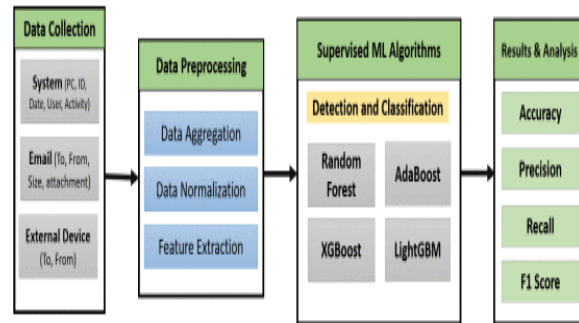 Data Collection
System (PC, ID,
Date, User, Activity)
Email (To, From,
Size, attachment)
External Device
(To, From)
Data Preprocessing
Data Aggregation
Data Normalization
Feature Extraction
Supervised ML Algorithms
Detection and Classification
Random
Forest
AdaBoost
XGBoost
LightGBM
Results & Analysis
Accuracy
Precision
Recall
F1 Score